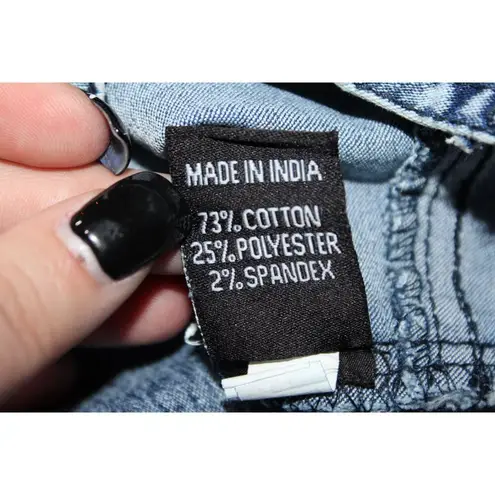 MADE IN INDIA
73% COTTON
25% POLYESTER
2% SPANDEX